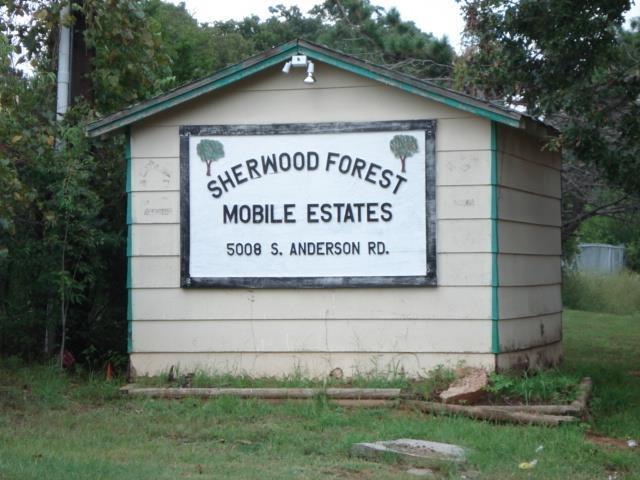 SHERWOOD FOREST
MOBILE ESTATES
5008 S. ANDERSON RD.